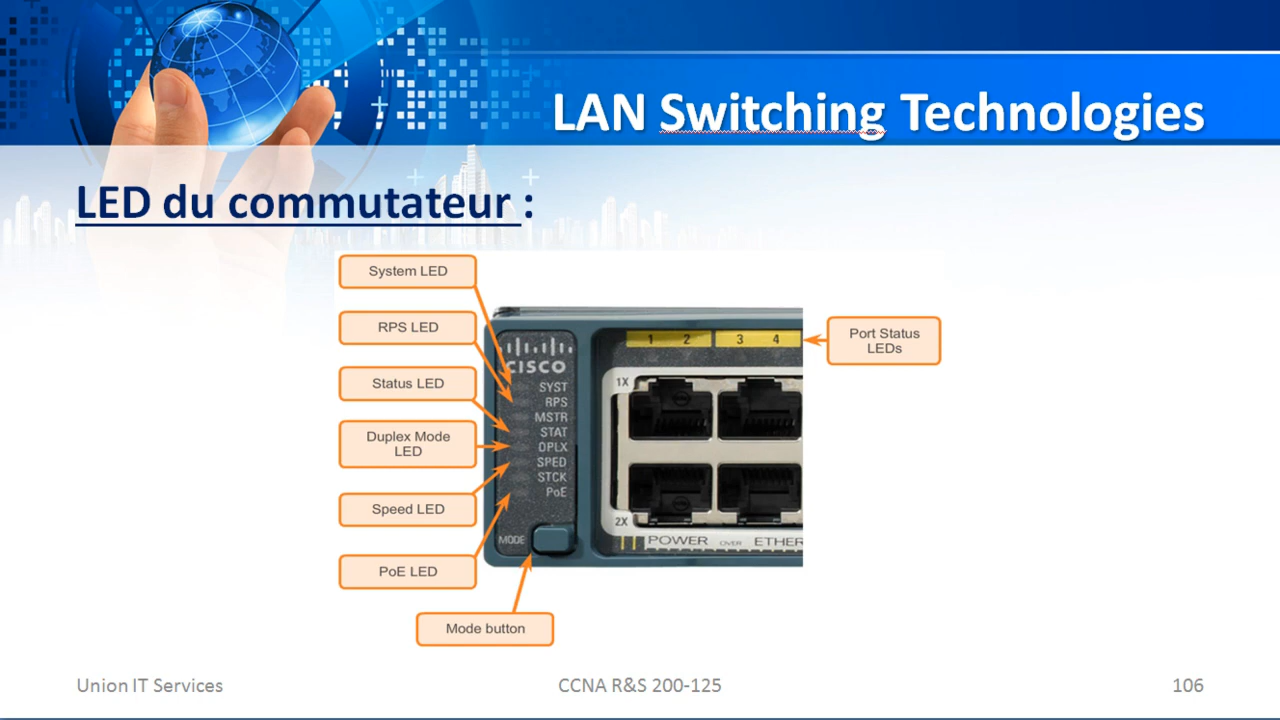 LAN Switching Technologies
LED du commutateur :
System LED
RPS LED
Status LED
Duplex Mode
LED
Speed LED
PoE LED
Mode button
Port Status
LEDs
CISCO
SYST
RPS
MSTR
STAT
DPLX
SPED
STCK
PoE
MODE
1 2 3 4
1X
2X
POWER OVER ETHER
Union IT Services
CCNA R&S 200-125
106